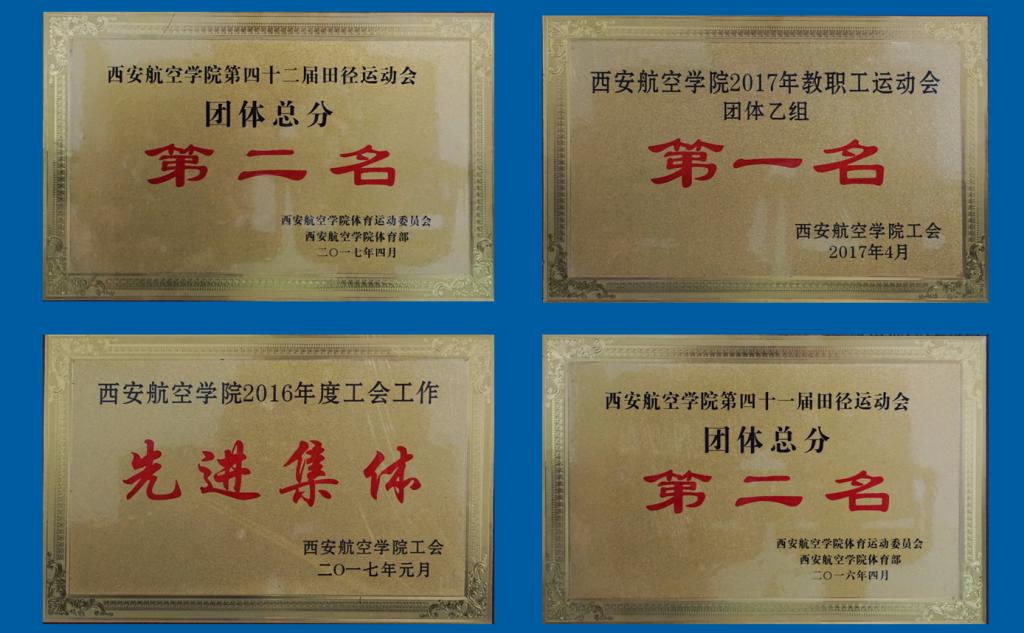 西安航空学院第四十二届田径运动会
团体总分
第二名
西安航空学院体育运动委员会
西安航空学院体育部
二〇一七年四月
西安航空学院2017年教职工运动会
团体乙组
第一名
西安航空学院工会
2017年4月
西安航空学院2016年度工会工作
先进集体
西安航空学院工会
二〇一七年元月
西安航空学院第四十一届田径运动会
团体总分
第二名
西安航空学院体育运动委员会
西安航空学院体育部
二〇一六年四月